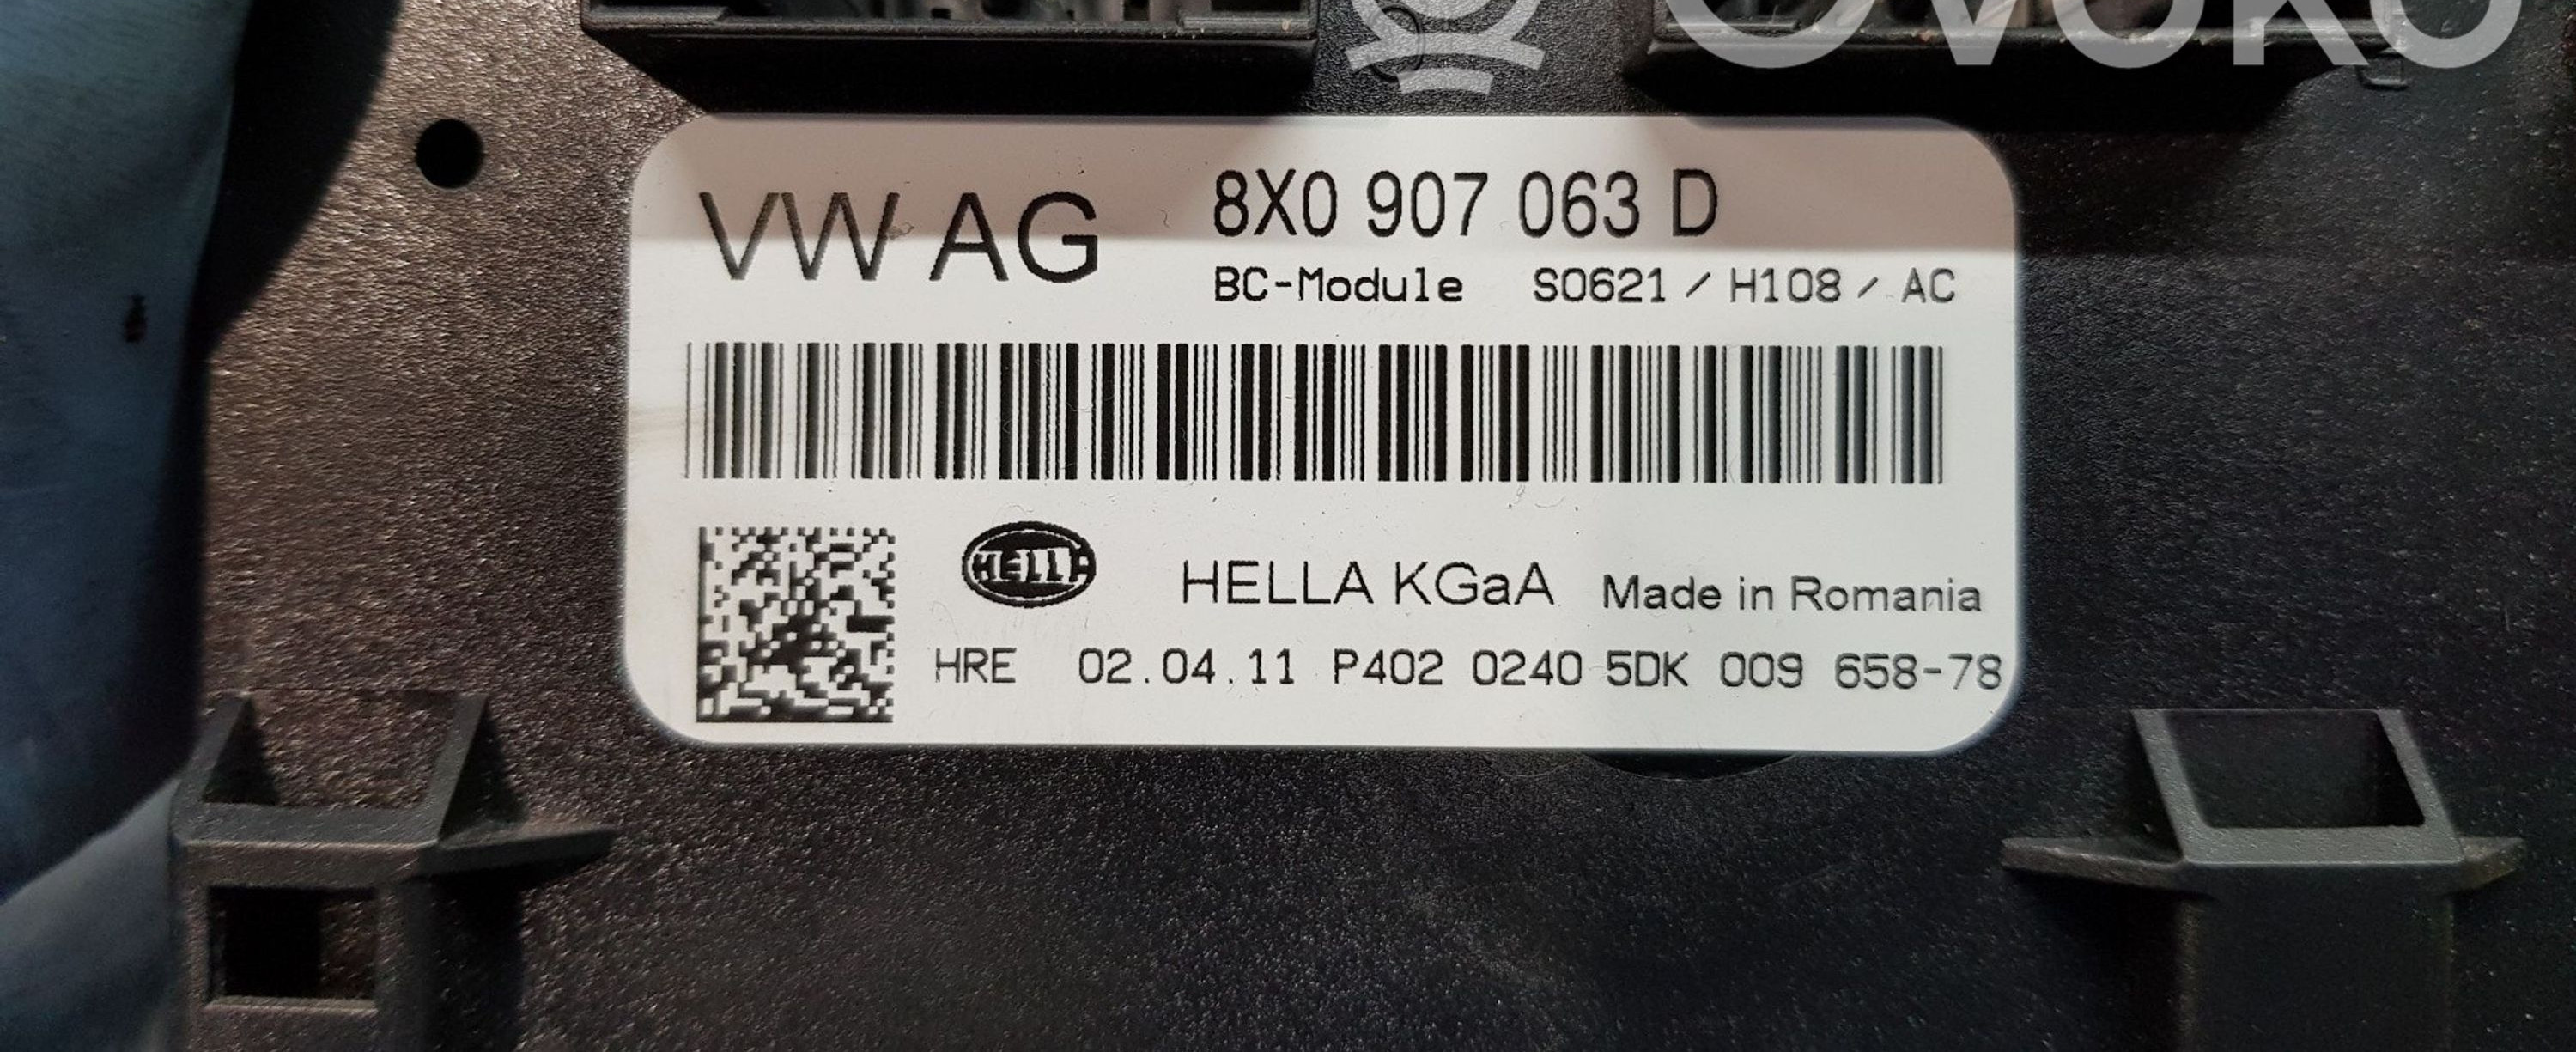 Ovoko
VW AG
8X0 907 063 D
BC-Module S0621 / H108 / AC
HELLA
HELLA KGaA Made in Romania
HRE 02.04.11 P402 0240 5DK 009 658-78